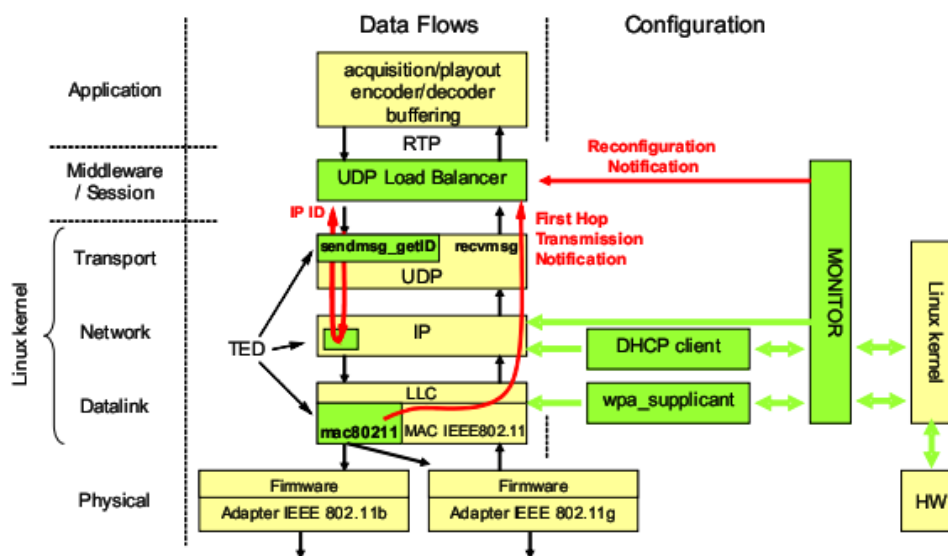 Data Flows
Configuration
Application
acquisition/playout
encoder/decoder
buffering
RTP
Middleware
/ Session
UDP Load Balancer
Reconfiguration
Notification
IP ID
First Hop
Transmission
Notification
Linux kernel
Transport
sendmsg_getID
recvmsg
UDP
MONITOR
Linux kernel
Network
TED
IP
DHCP client
Datalink
LLC
mac80211
MAC IEEE802.11
wpa_supplicant
Physical
Firmware
Adapter IEEE 802.11b
Firmware
Adapter IEEE 802.11g
HW